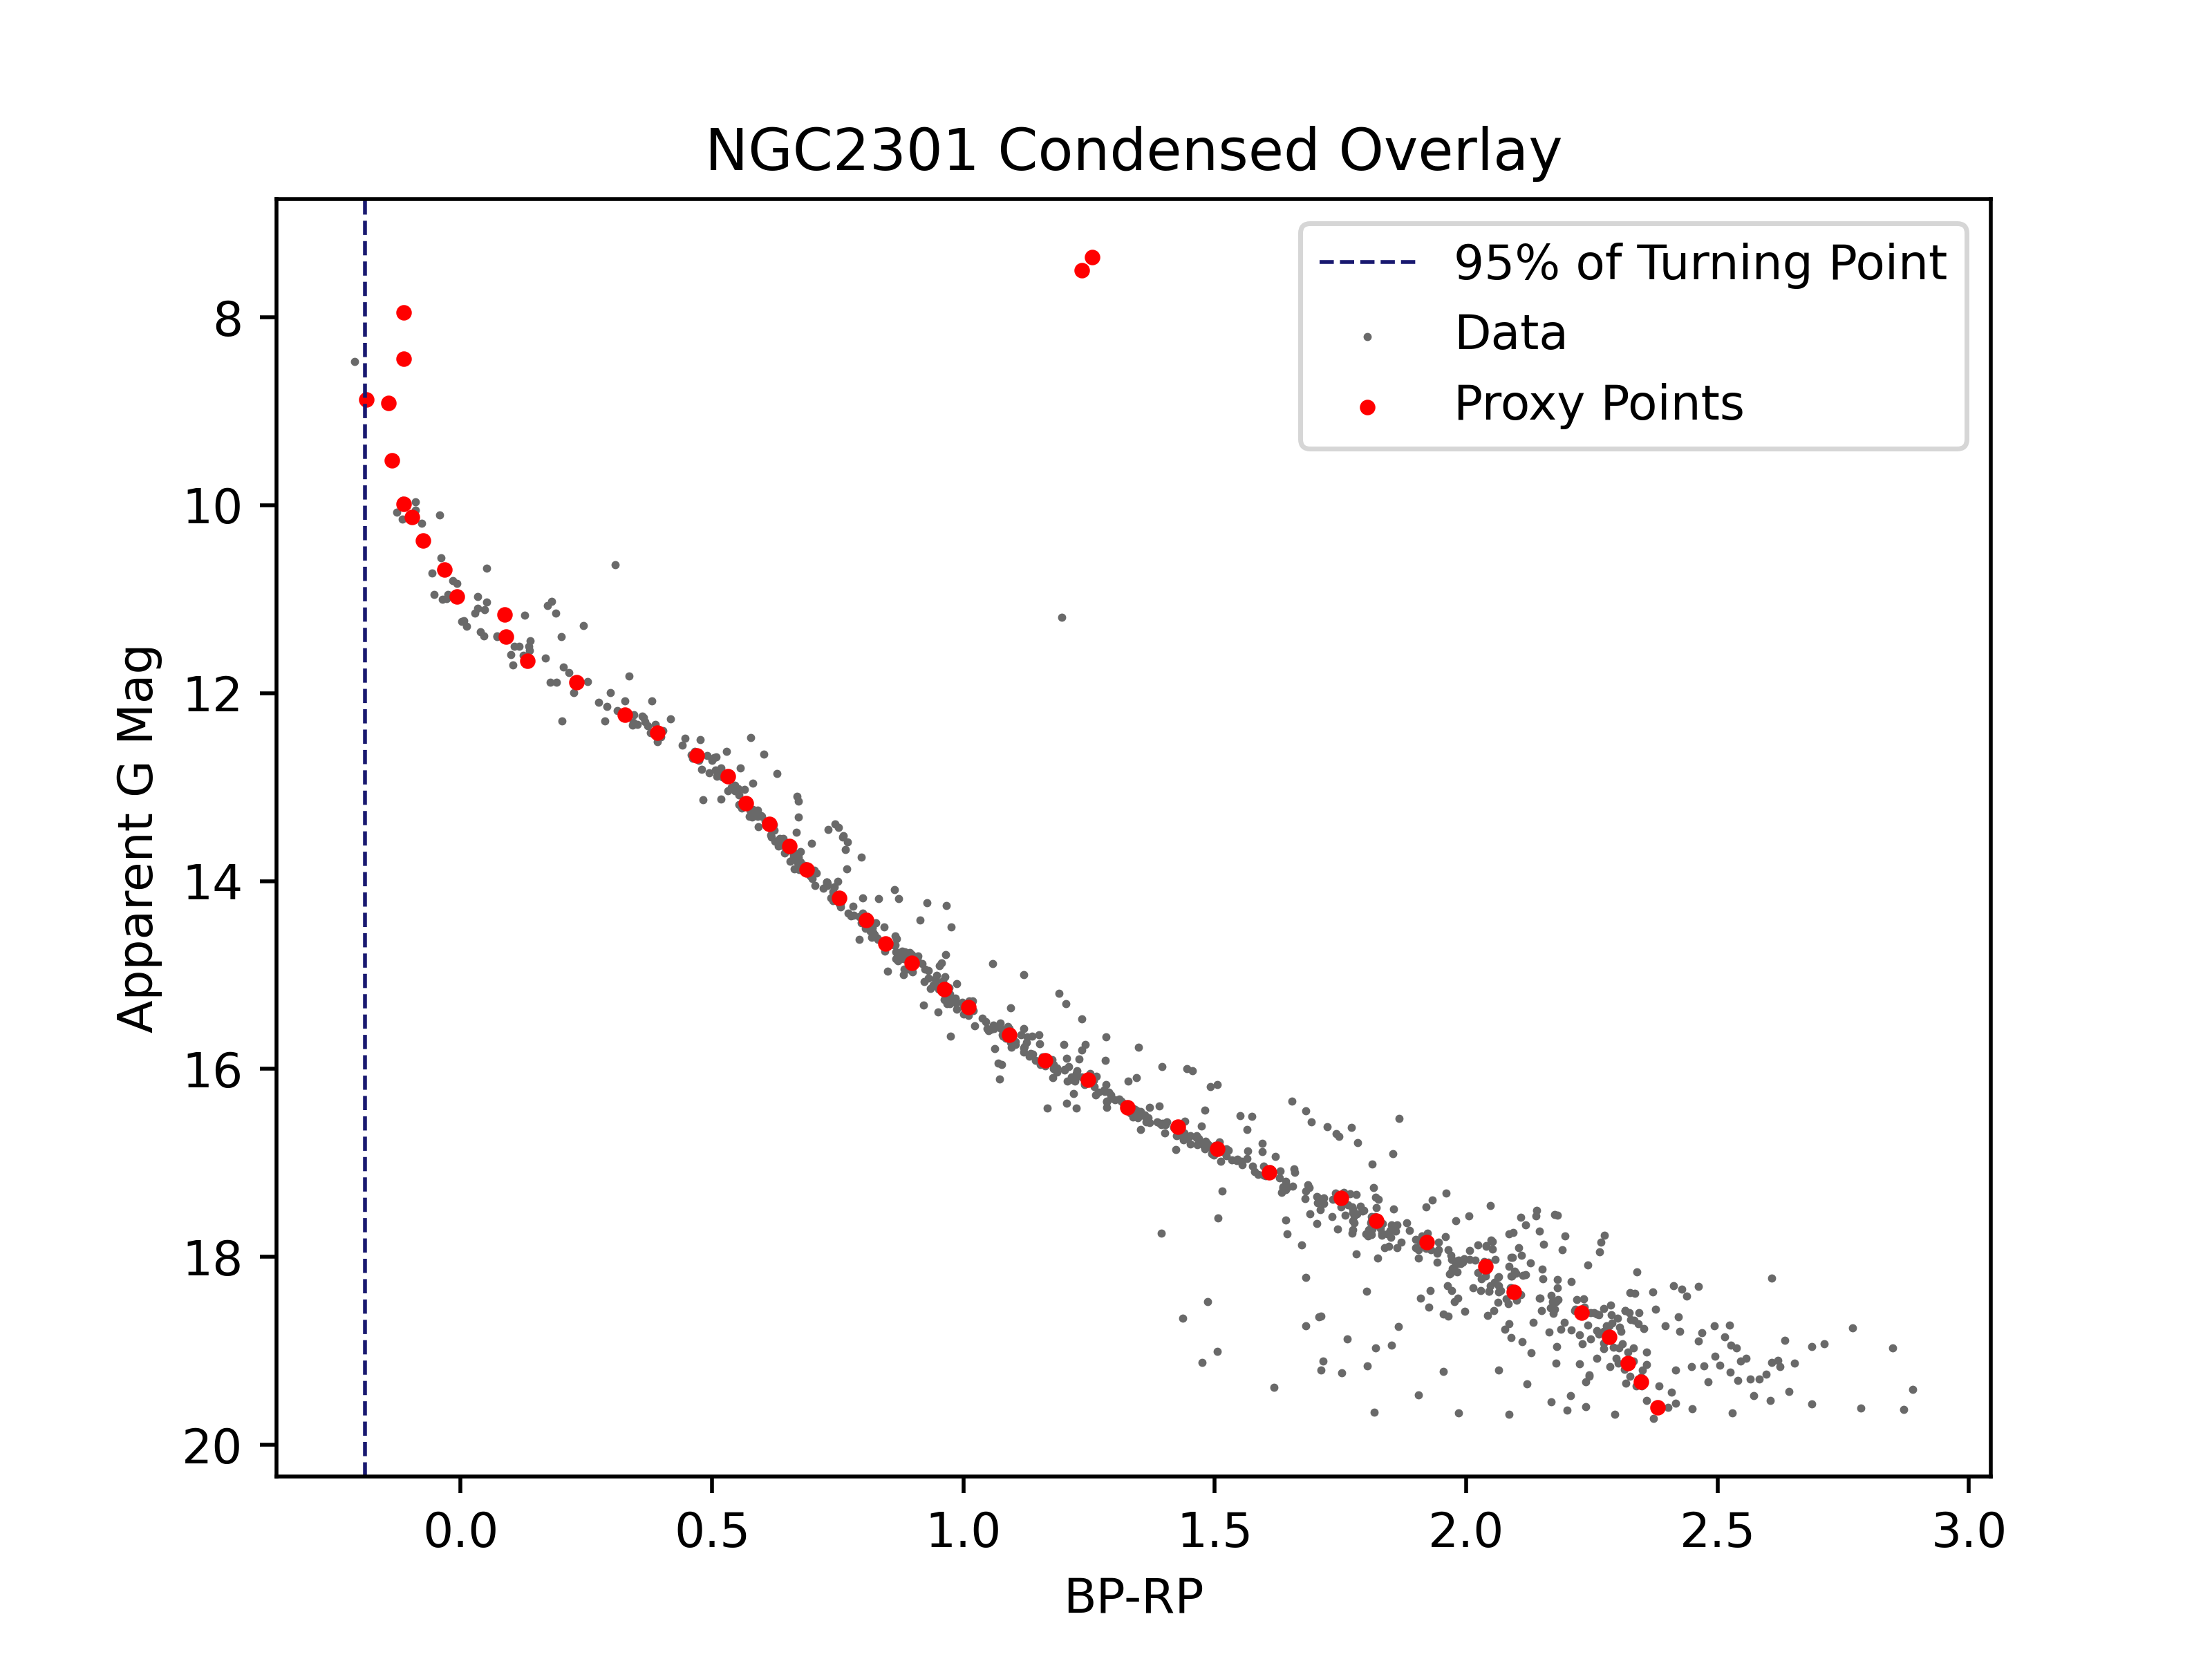 NGC2301 Condensed Overlay
95% of Turning Point
Data
Proxy Points
8
10
12
14
16
18
20
Apparent G Mag
0.0 0.5 1.0 1.5 2.0 2.5 3.0
BP-RP